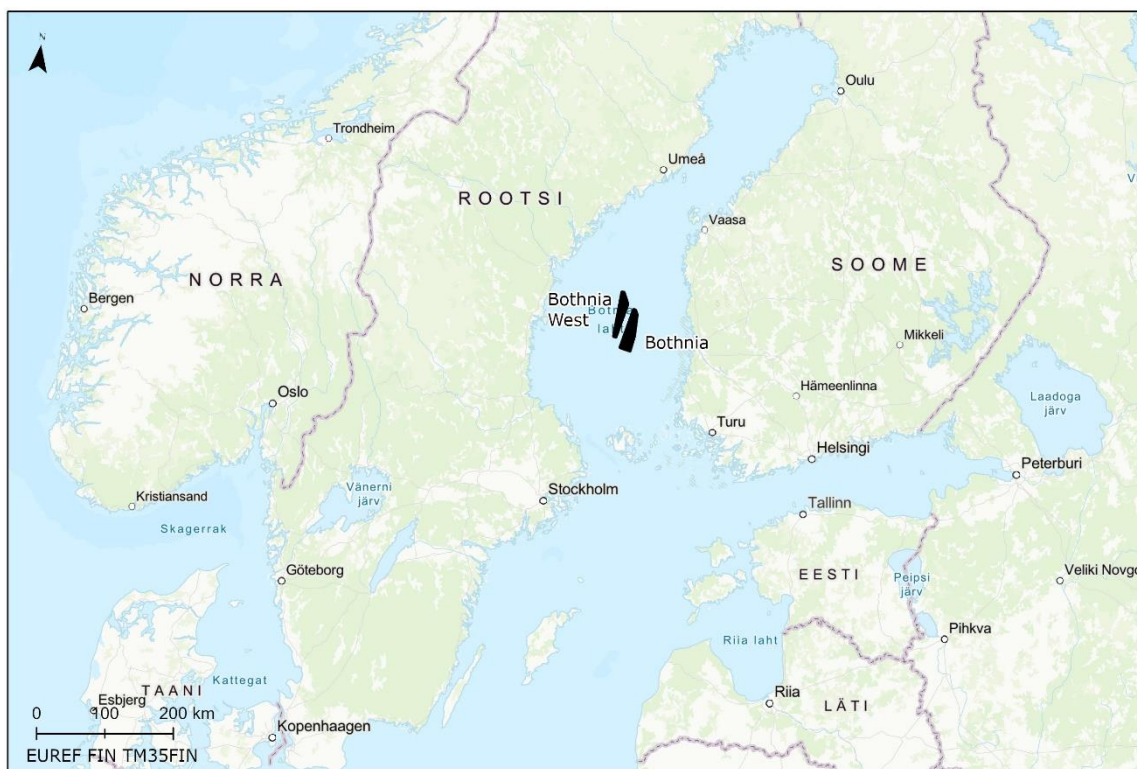 N
Oulu
Trondheim
Umeå
ROOTSI
Vaasa
SOOME
NORRA
Bothnia
West
Botnia
laht
Bergen
Bothnia
Mikkeli
Hämeenlinna
Laadoga
järv
Oslo
Turu
Helsingi
Peterburi
Vänerni
järv
Stockholm
Kristiansand
Tallinn
Skagerrak
Göteborg
EESTI
Peipsi
järv
Veliki Novgo
Pihkva
Riia laht
Kattegat
TAANI
Esbjerg
Riia
LÄTI
0 100 200 km
Kopenhaagen
EUREF FIN TM35FIN